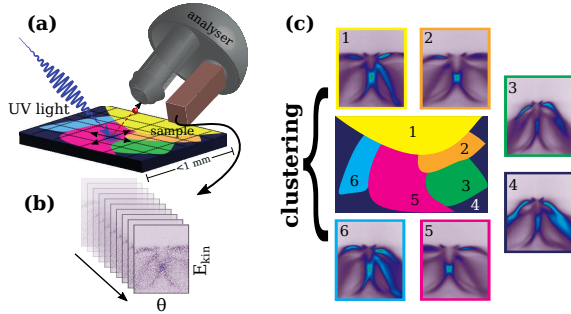 (a)
analyser
UV light
sample
<1 mm
(b)
E_kin
θ
(c)
clustering
1
2
3
4
5
6
1
2
3
4
5
6